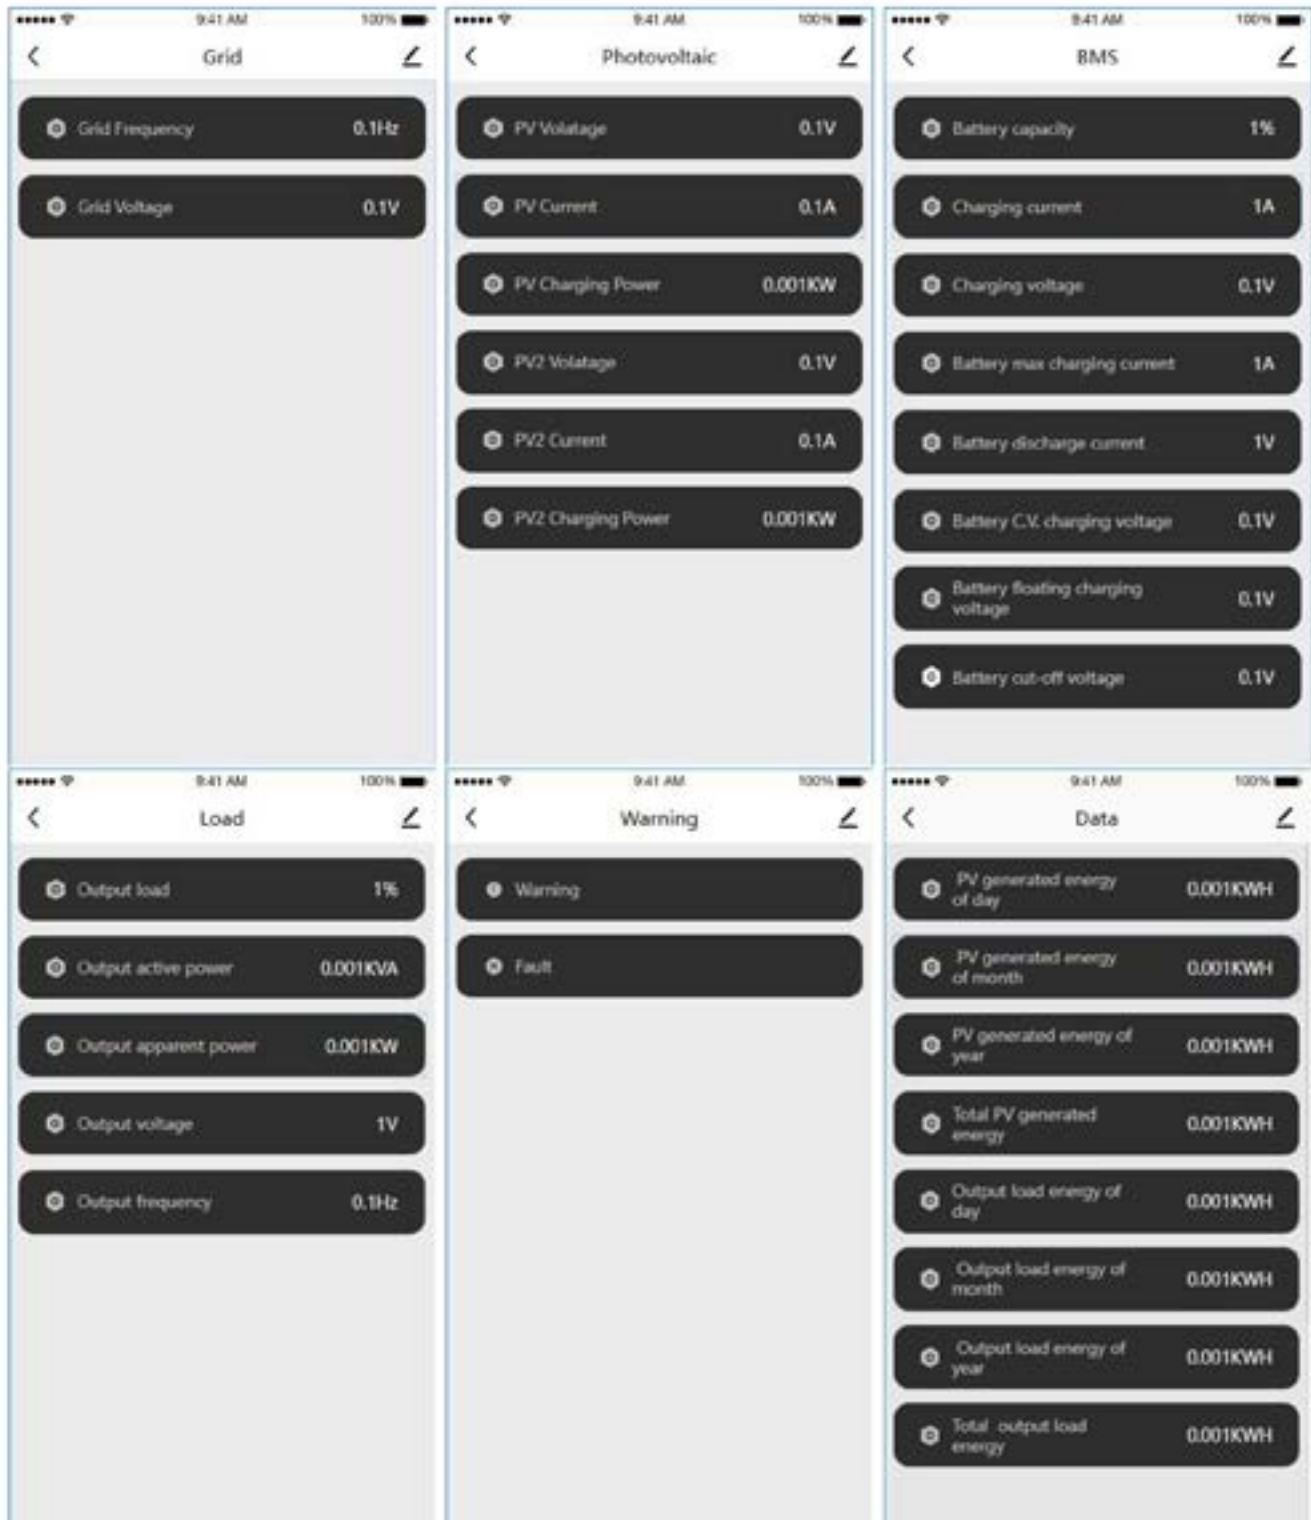 9:41 AM 100%
Grid
Grid Frequency 0.1Hz
Grid Voltage 0.1V
9:41 AM 100%
Photovoltaic
PV Volatage 0.1V
PV Current 0.1A
PV Charging Power 0.001KW
PV2 Volatage 0.1V
PV2 Current 0.1A
PV2 Charging Power 0.001KW
9:41 AM 100%
BMS
Battery capacity 1%
Charging current 1A
Charging voltage 0.1V
Battery max charging current 1A
Battery discharge current 1V
Battery C.V. charging voltage 0.1V
Battery floating charging
voltage 0.1V
Battery cut-off voltage 0.1V
9:41 AM 100%
Load
Output load 1%
Output active power 0.001KVA
Output apparent power 0.001KW
Output voltage 1V
Output frequency 0.1Hz
9:41 AM 100%
Warning
Warning
Fault
9:41 AM 100%
Data
PV generated energy
of day 0.001KWH
PV generated energy
of month 0.001KWH
PV generated energy of
year 0.001KWH
Total PV generated
energy 0.001KWH
Output load energy of
day 0.001KWH
Output load energy of
month 0.001KWH
Output load energy of
year 0.001KWH
Total output load
energy 0.001KWH